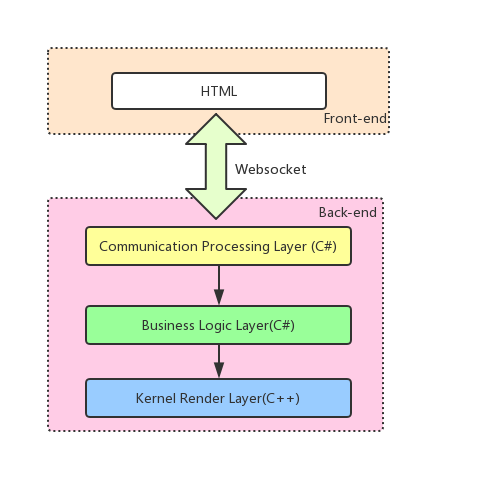 HTML
Front-end
Websocket
Back-end
Communication Processing Layer (C#)
Business Logic Layer(C#)
Kernel Render Layer(C++)